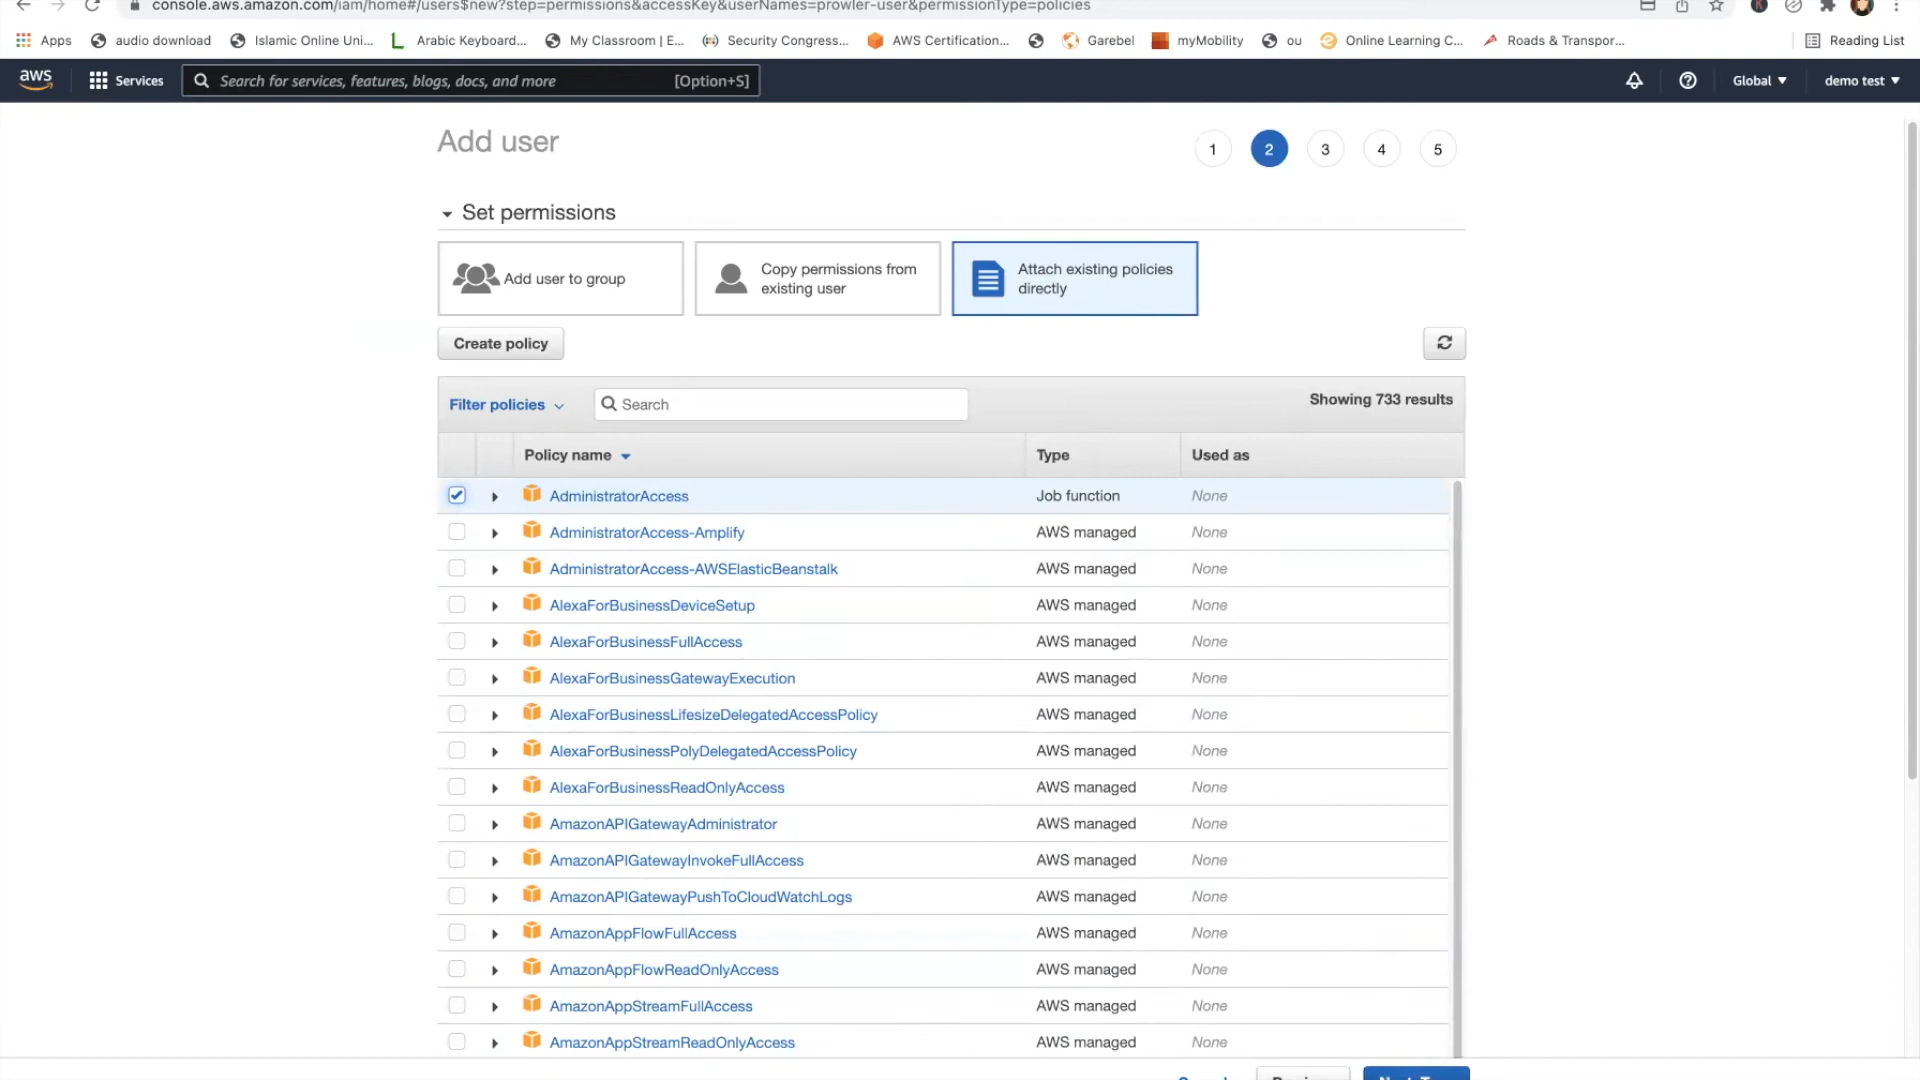 console.aws.amazon.com/iam/home#/users$new?step=permissions&accessKey&userNames=prowler-user&permissionType=policies
Apps audio download Islamic Online Uni... Arabic Keyboard... My Classroom | E... Security Congress... AWS Certification... Garebel myMobility ou Online Learning C... Roads & Transpor... Reading List
aws Services Search for services, features, blogs, docs, and more [Option+S] Global demo test
Add user 1 2 3 4 5
Set permissions
Add user to group
Copy permissions from
existing user
Attach existing policies
directly
Create policy
Filter policies Search Showing 733 results
Policy name Type Used as
AdministratorAccess Job function None
AdministratorAccess-Amplify AWS managed None
AdministratorAccess-AWSElasticBeanstalk AWS managed None
AlexaForBusinessDeviceSetup AWS managed None
AlexaForBusinessFullAccess AWS managed None
AlexaForBusinessGatewayExecution AWS managed None
AlexaForBusinessLifesizeDelegatedAccessPolicy AWS managed None
AlexaForBusinessPolyDelegatedAccessPolicy AWS managed None
AlexaForBusinessReadOnlyAccess AWS managed None
AmazonAPIGatewayAdministrator AWS managed None
AmazonAPIGatewayInvokeFullAccess AWS managed None
AmazonAPIGatewayPushToCloudWatchLogs AWS managed None
AmazonAppFlowFullAccess AWS managed None
AmazonAppFlowReadOnlyAccess AWS managed None
AmazonAppStreamFullAccess AWS managed None
AmazonAppStreamReadOnlyAccess AWS managed None